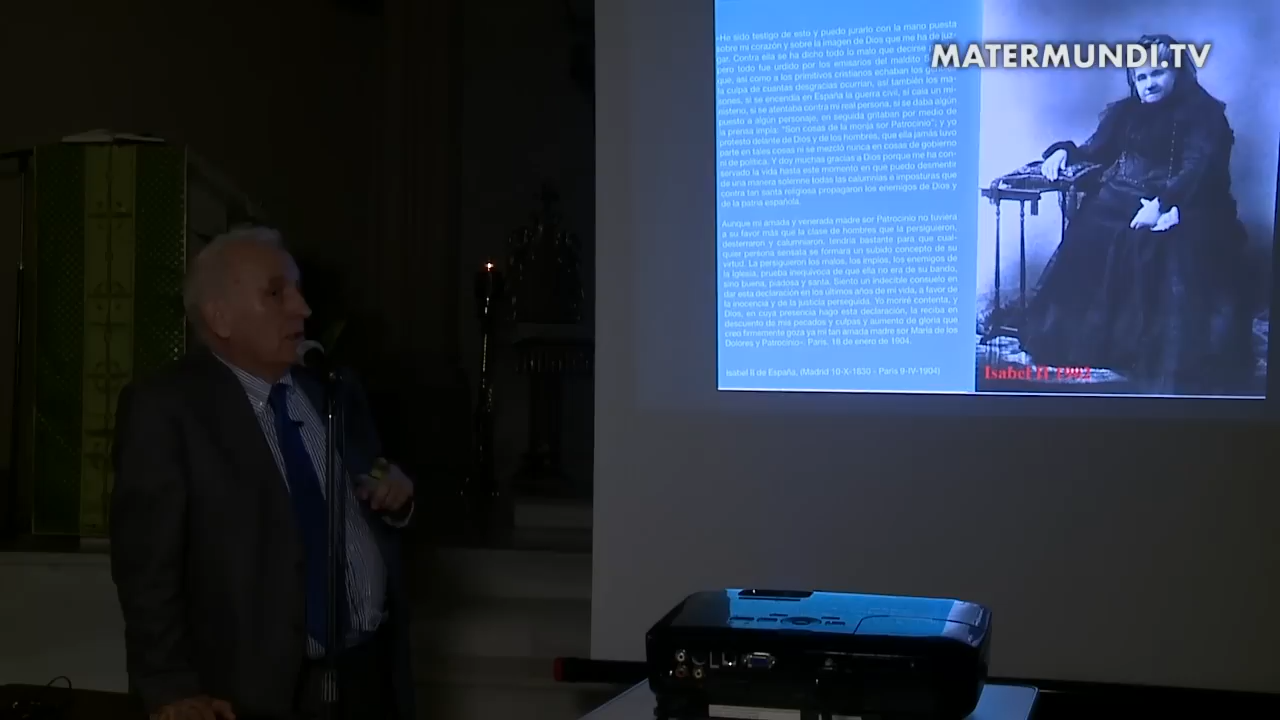 MATERMUNDI.TV
«He sido testigo de esto y puedo jurarlo con la mano puesta
sobre mi corazón y sobre la imagen de Dios que me ha de juz-
gar. Contra ella se ha dicho todo lo malo que decirse
pero todo fue urdido por los emisarios del maldito
que, así como a los primitivos cristianos echaban los
la culpa de cuantas desgracias ocurrían, así también los ma-
sones, si se encendía en España la guerra civil, si caía un mi-
nisterio, si se atentaba contra mi real persona, si se daba algún
puesto a algún personaje, en seguida gritaban por medio de
la prensa impía: "Son cosas de la monja sor Patrocinio"; y yo
protesto delante de Dios y de los hombres, que ella jamás tuvo
parte en tales cosas ni se mezcló nunca en cosas de gobierno
ni de política. Y doy muchas gracias a Dios porque me ha con-
servado la vida hasta este momento en que puedo desmentir
de una manera solemne todas las calumnias e imposturas que
contra tan santa religiosa propagaron los enemigos de Dios y
de la patria española.
Aunque mi amada y venerada madre sor Patrocinio no tuviera
a su favor más que la clase de hombres que la persiguieron,
desterraron y calumniaron, tendría bastante para que cual-
quier persona sensata se formara un subido concepto de su
virtud. La persiguieron los malos, los impíos, los enemigos de
la Iglesia, prueba inequívoca de que ella no era de su bando,
sino buena, piadosa y santa. Siento un indecible consuelo en
dar esta declaración en los últimos años de mi vida, a favor de
la inocencia y de la justicia perseguida. Yo moriré contenta, y
Dios, en cuya presencia hago esta declaración, la reciba en
descuento de mis pecados y culpas y aumento de gloria que
creo firmemente goza ya mi tan amada madre sor María de los
Dolores y Patrocinio». París, 18 de enero de 1904.
Isabel II de España, (Madrid 10-X-1830 - París 9-IV-1904)
Isabel II